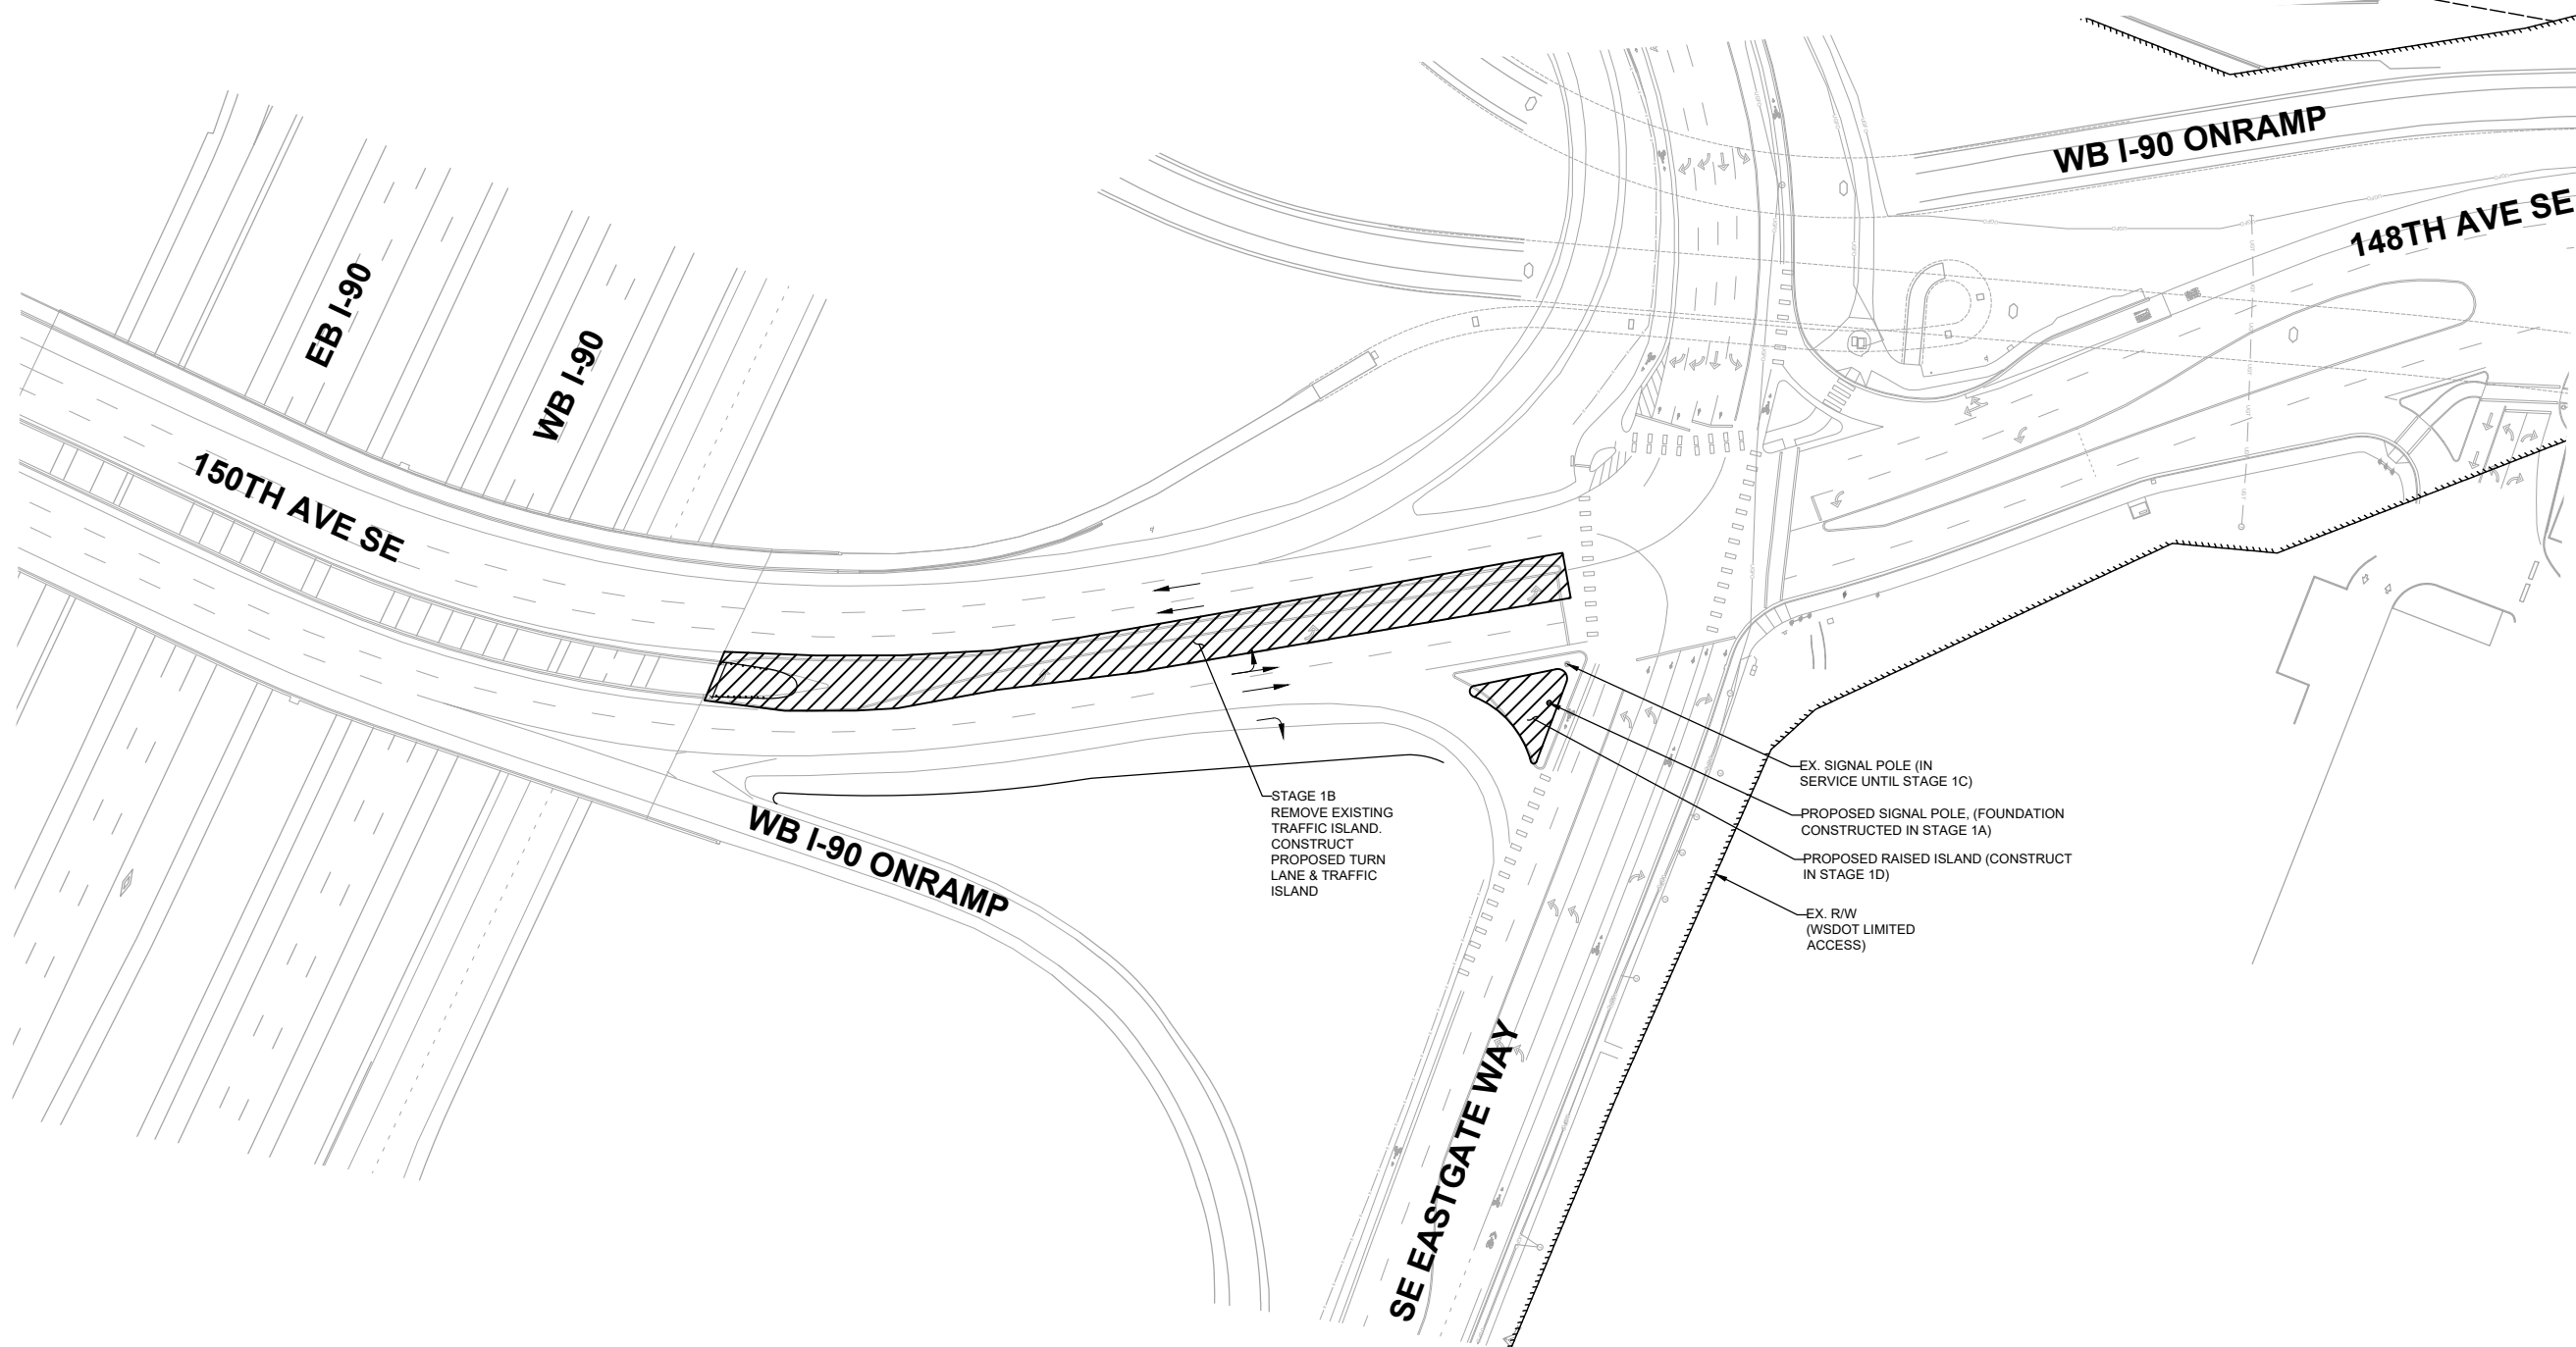 WB I-90 ONRAMP
148TH AVE SE
EB I-90
WB I-90
150TH AVE SE
EX. SIGNAL POLE (IN
SERVICE UNTIL STAGE 1C)
STAGE 1B
REMOVE EXISTING
TRAFFIC ISLAND.
CONSTRUCT
PROPOSED TURN
LANE & TRAFFIC
ISLAND
PROPOSED SIGNAL POLE, (FOUNDATION
CONSTRUCTED IN STAGE 1A)
WB I-90 ONRAMP
PROPOSED RAISED ISLAND (CONSTRUCT
IN STAGE 1D)
EX. R/W
(WSDOT LIMITED
ACCESS)
SE EASTGATE WAY